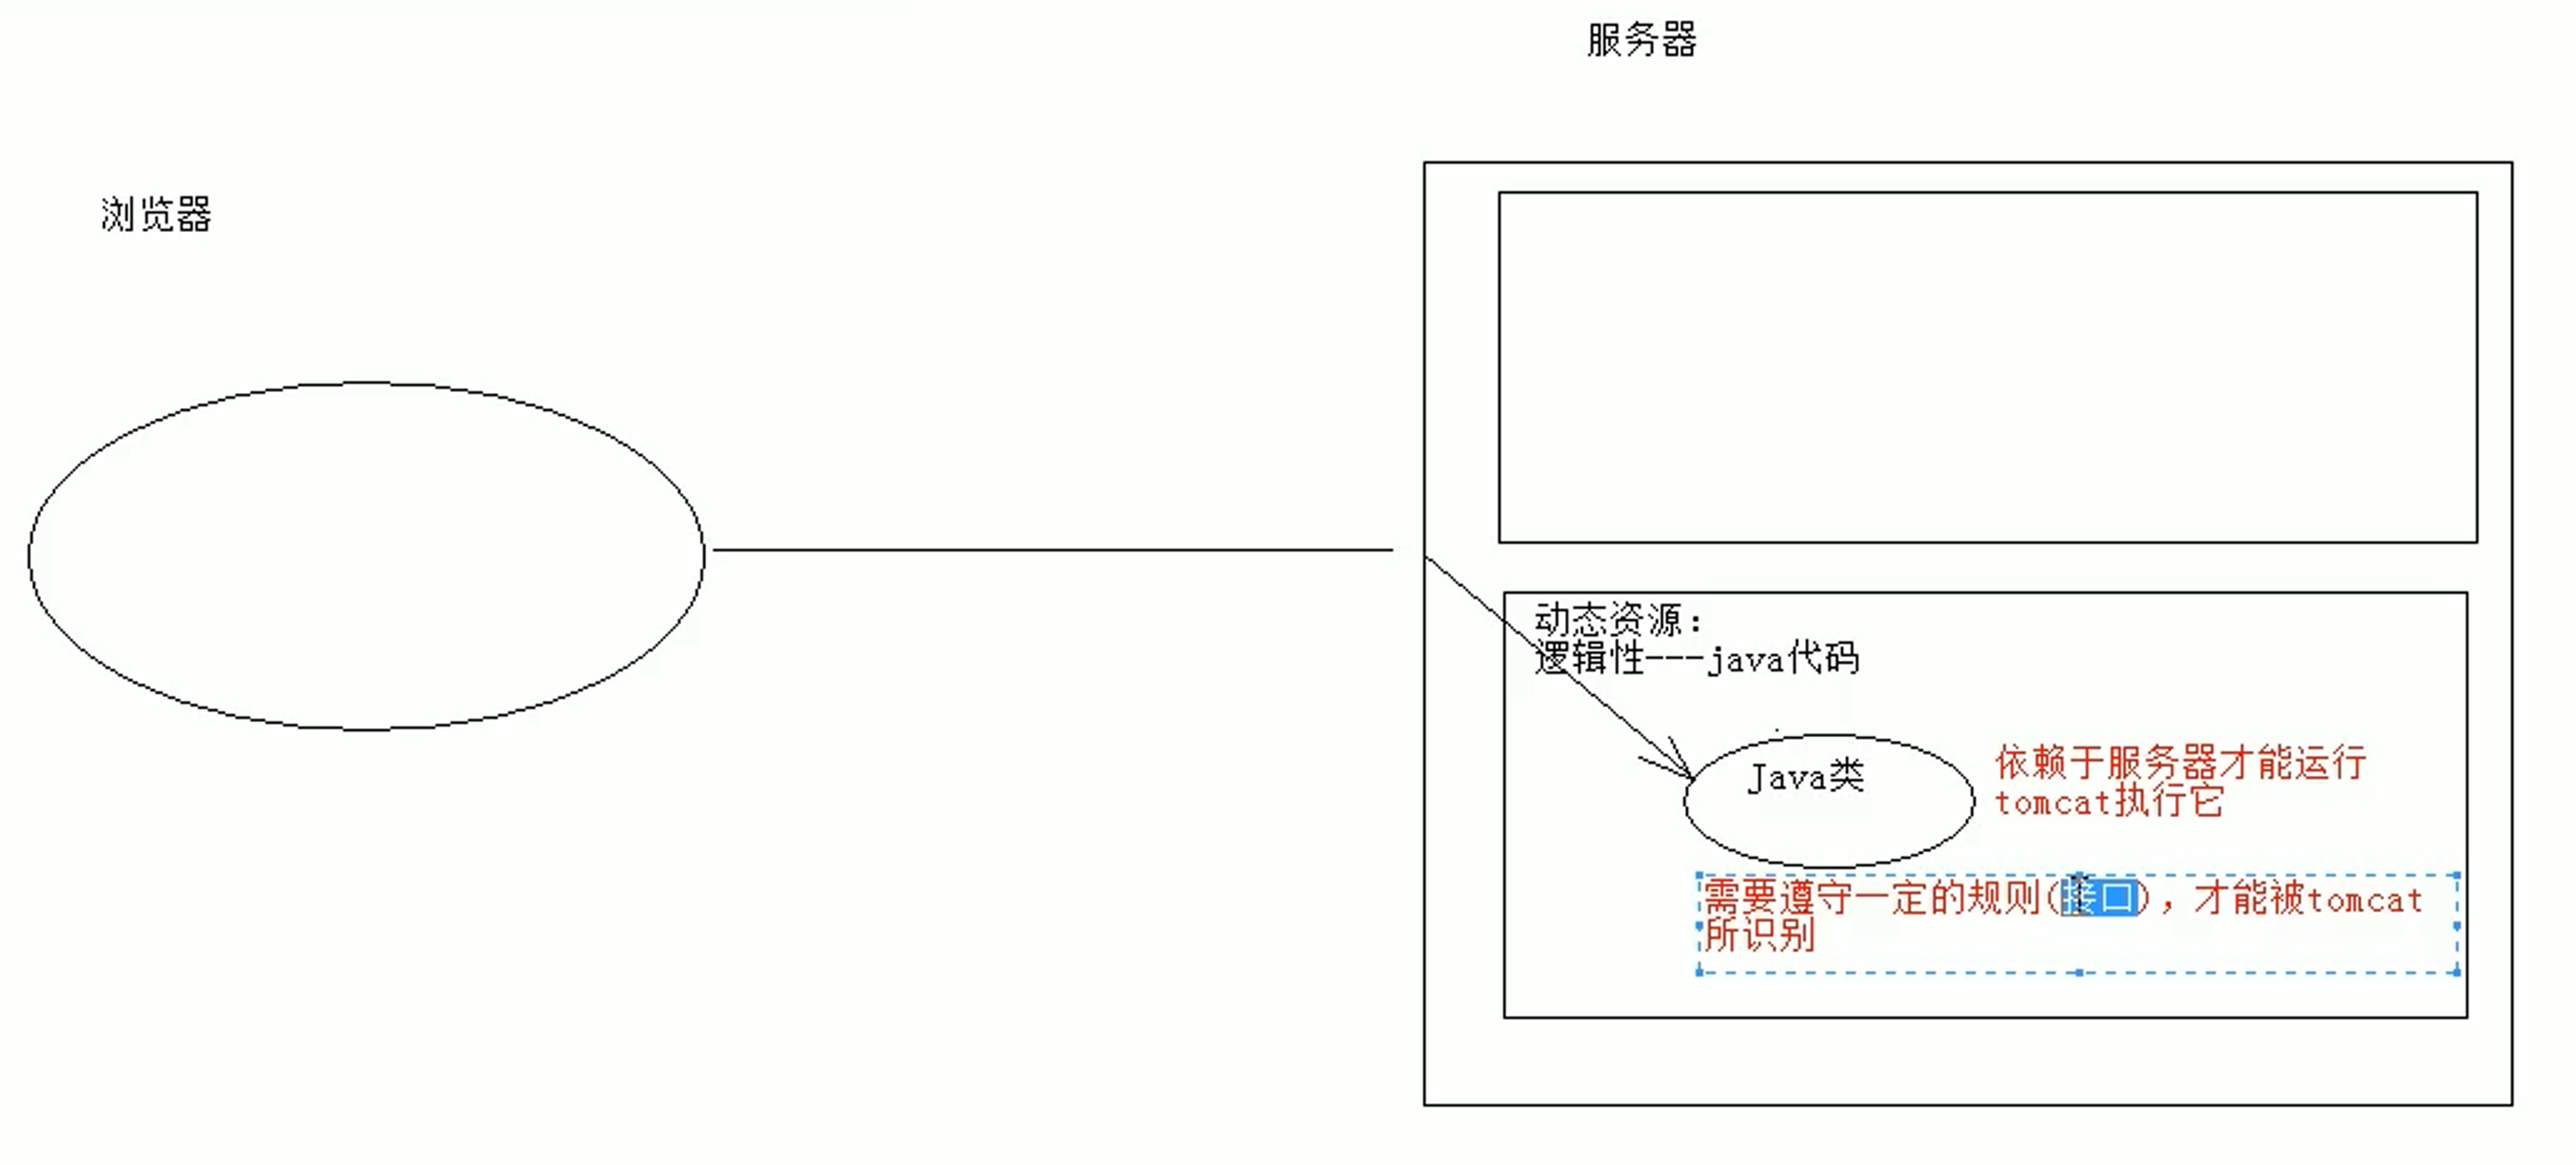 服务器
浏览器
动态资源：
逻辑性---java代码
Java类
依赖于服务器才能运行
tomcat执行它
需要遵守一定的规则(接口)，才能被tomcat
所识别